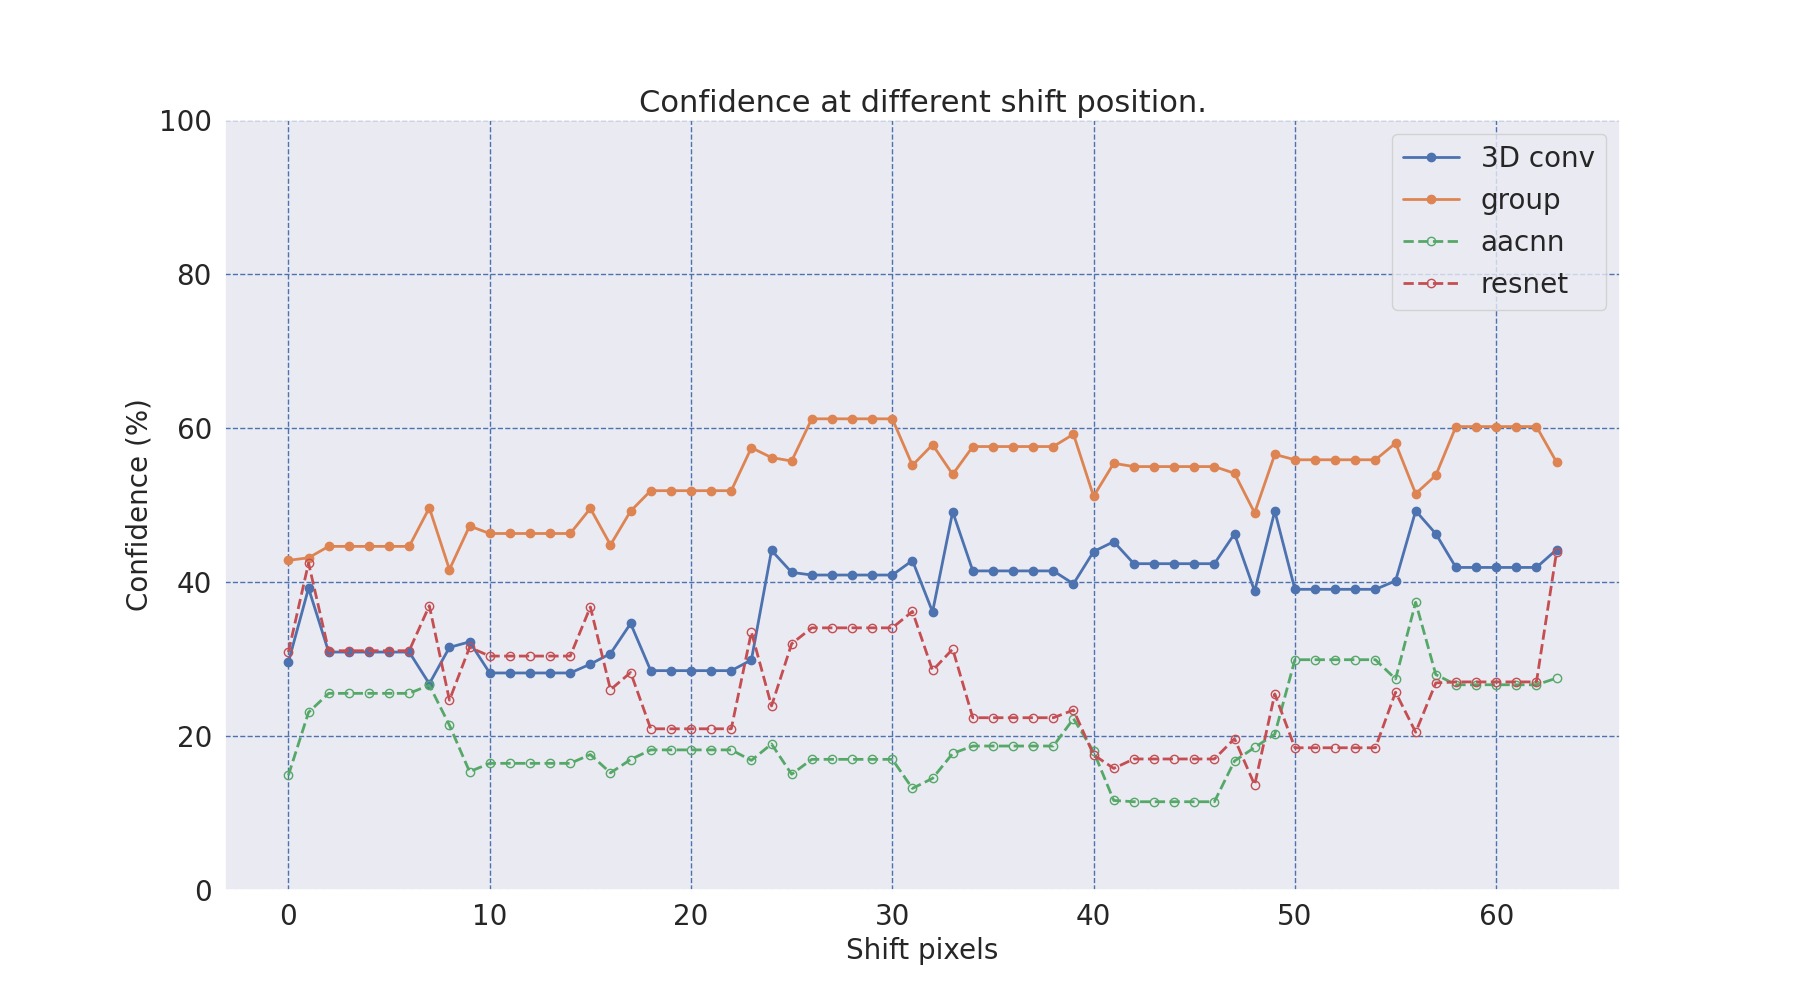 Confidence at different shift position.
100
80
60
40
20
0
Confidence (%)
3D conv
group
aacnn
resnet
0 10 20 30 40 50 60
Shift pixels